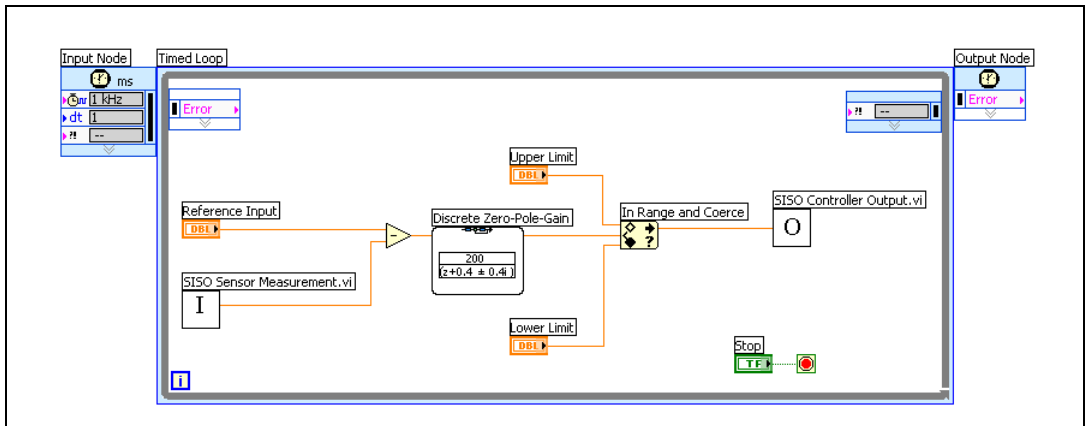 Input Node
Timed Loop
Output Node
ms
1 kHz
dt 1
?! --
Error
?! --
Error
Upper Limit
DBL
Reference Input
DBL
Discrete Zero-Pole-Gain
200
(z+0.4 ± 0.4i )
In Range and Coerce
?
SISO Controller Output.vi
O
SISO Sensor Measurement.vi
I
Lower Limit
DBL
Stop
TF
i